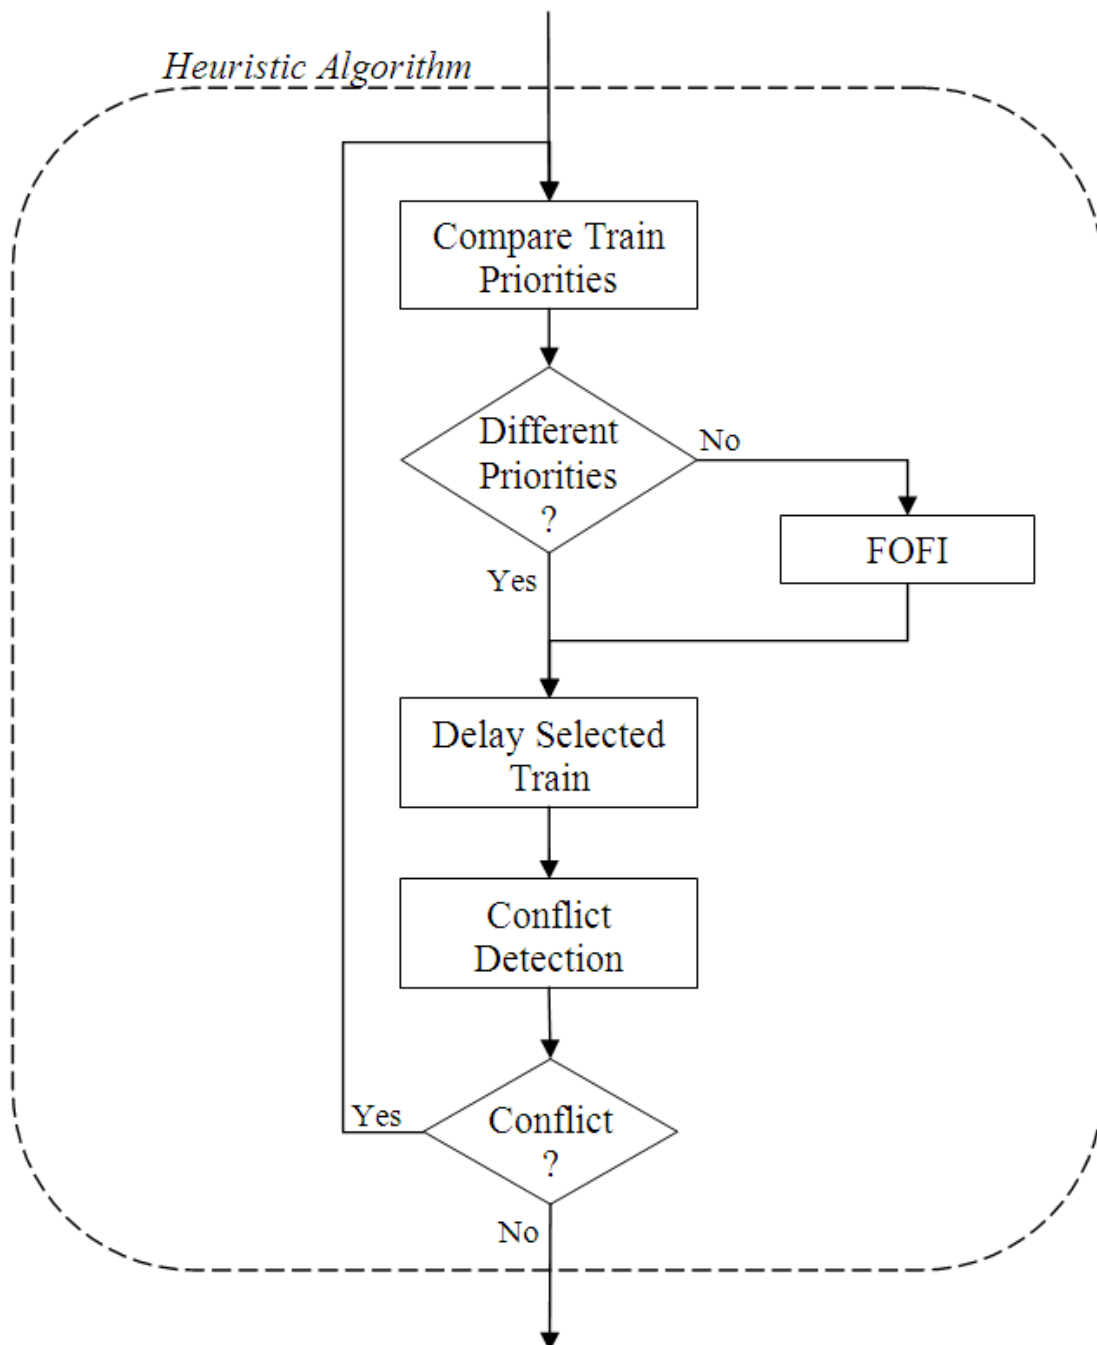 Heuristic Algorithm
Compare Train
Priorities
Different
Priorities
?
No
FOFI
Yes
Delay Selected
Train
Conflict
Detection
Yes
Conflict
?
No